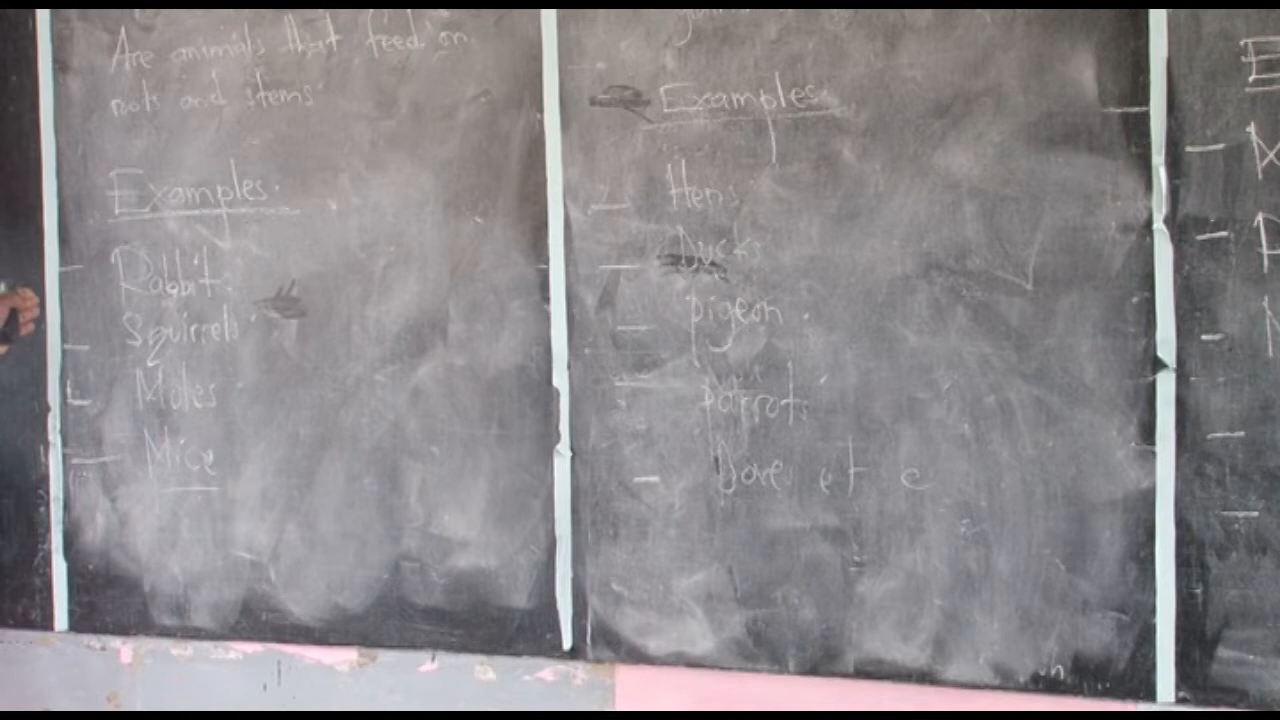 Are animals that feed on
roots and stems
Examples.
- Rabbit.
- Squirrels
- Moles
- Mice
Examples
- Hens
- Ducks
- pigeon.
- parrots
- Dove et c